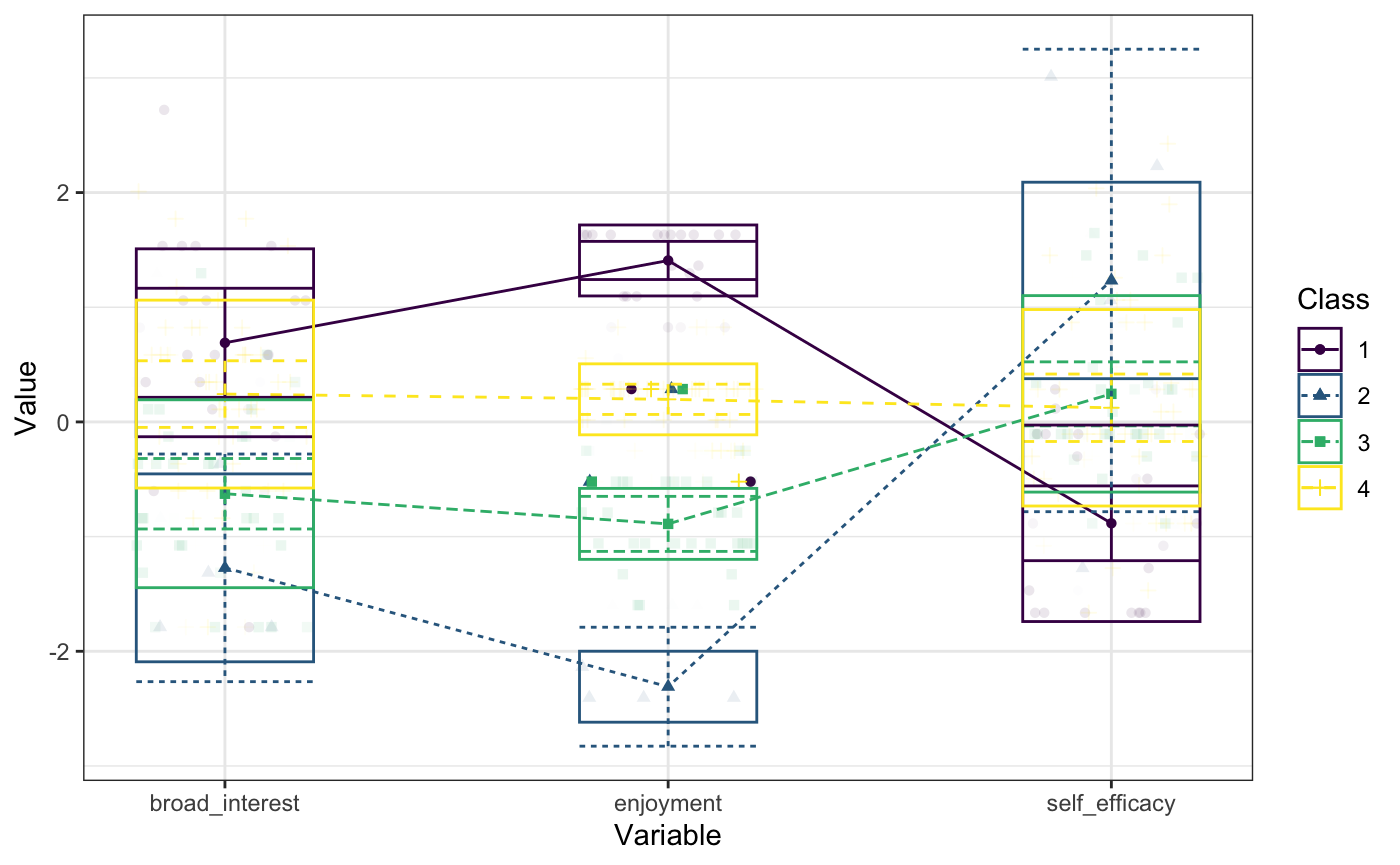 Value
2
0
-2
broad_interest
enjoyment
self_efficacy
Variable
Class
1
2
3
4